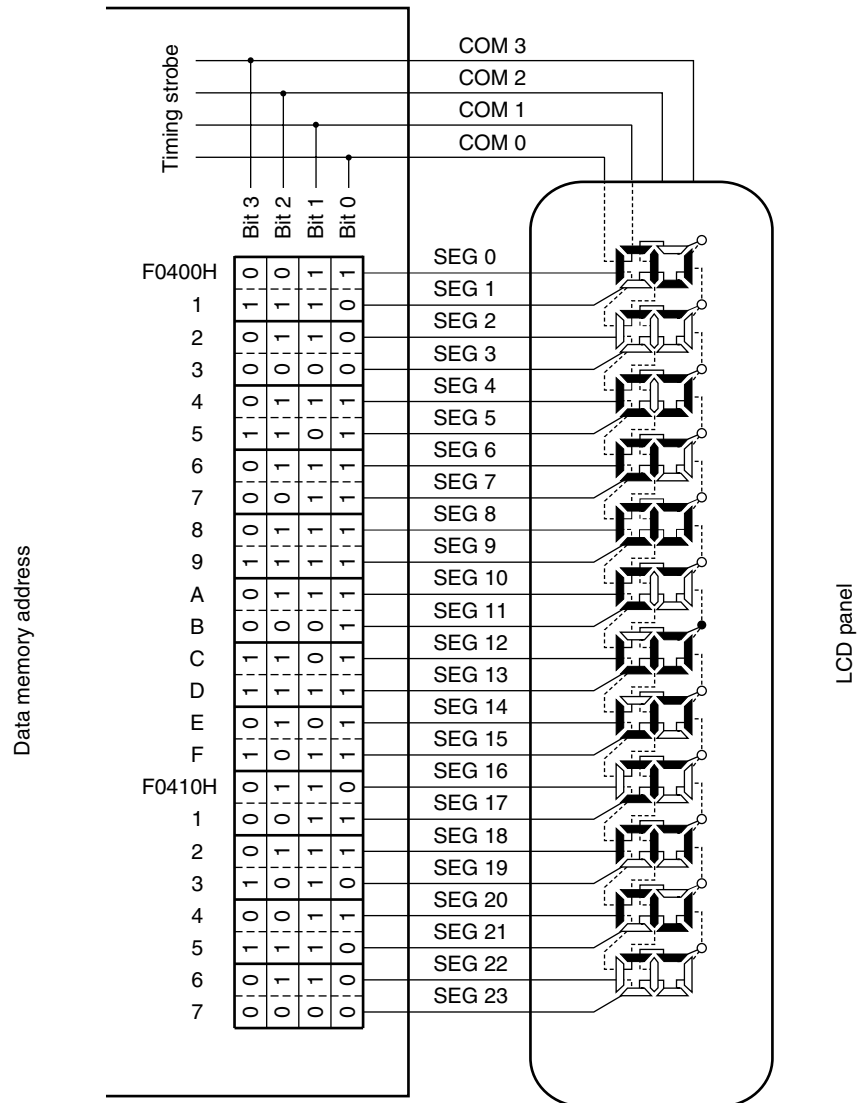 COM 3
COM 2
COM 1
COM 0
Timing strobe
Bit 3 Bit 2 Bit 1 Bit 0
F0400H 0 0 1 1 SEG 0
1 1 1 1 0 SEG 1
2 0 1 1 0 SEG 2
3 0 0 0 0 SEG 3
4 0 1 1 1 SEG 4
5 1 1 0 1 SEG 5
6 0 1 1 1 SEG 6
7 0 0 1 1 SEG 7
8 0 1 1 1 SEG 8
9 1 1 1 1 SEG 9
A 0 1 1 1 SEG 10
B 0 0 0 1 SEG 11
C 1 1 0 1 SEG 12
D 1 1 1 1 SEG 13
E 0 1 0 1 SEG 14
F 1 0 1 1 SEG 15
F0410H 0 1 1 0 SEG 16
1 0 0 1 1 SEG 17
2 0 1 1 1 SEG 18
3 1 0 1 0 SEG 19
4 0 0 1 1 SEG 20
5 1 1 1 0 SEG 21
6 0 1 1 0 SEG 22
7 0 0 0 0 SEG 23
Data memory address
LCD panel